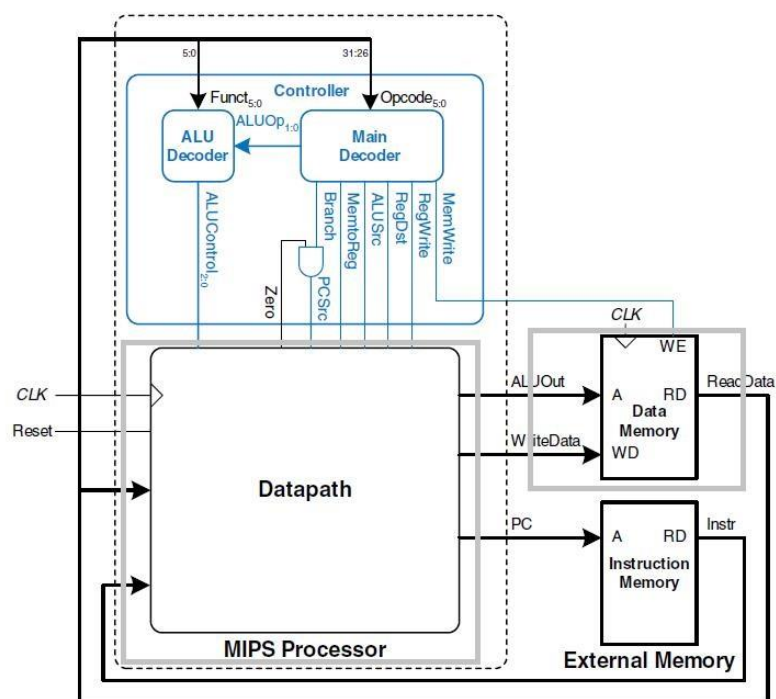 5:0
31:26
Controller
Funct5:0
Opcode5:0
ALU
Decoder
ALUOp1:0
Main
Decoder
ALUControl2:0
Branch
MemtoReg
ALUSrc
RegDst
RegWrite
MemWrite
Zero
PCSrc
CLK
WE
CLK
Reset
Datapath
ALUOut
WriteData
A
RD
ReadData
Data
Memory
WD
PC
A
RD
Instr
Instruction
Memory
MIPS Processor
External Memory